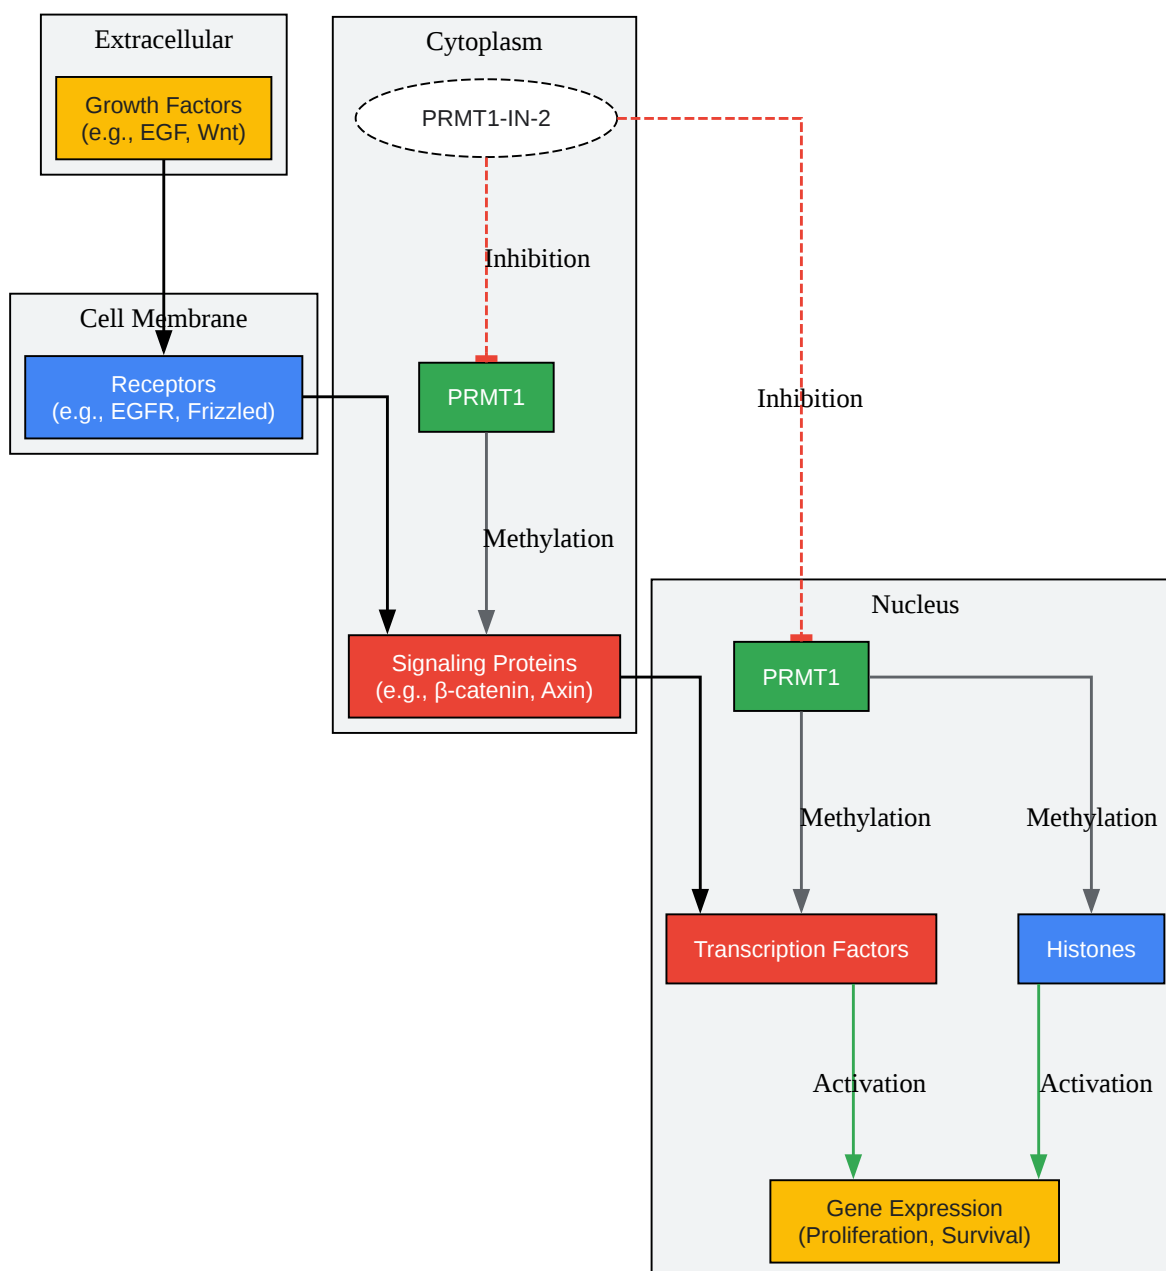 Extracellular
Growth Factors
(e.g., EGF, Wnt)
Cell Membrane
Receptors
(e.g., EGFR, Frizzled)
Cytoplasm
PRMT1-IN-2
Inhibition
PRMT1
Methylation
Signaling Proteins
(e.g., β-catenin, Axin)
Inhibition
Nucleus
PRMT1
Methylation
Methylation
Transcription Factors
Histones
Activation
Activation
Gene Expression
(Proliferation, Survival)